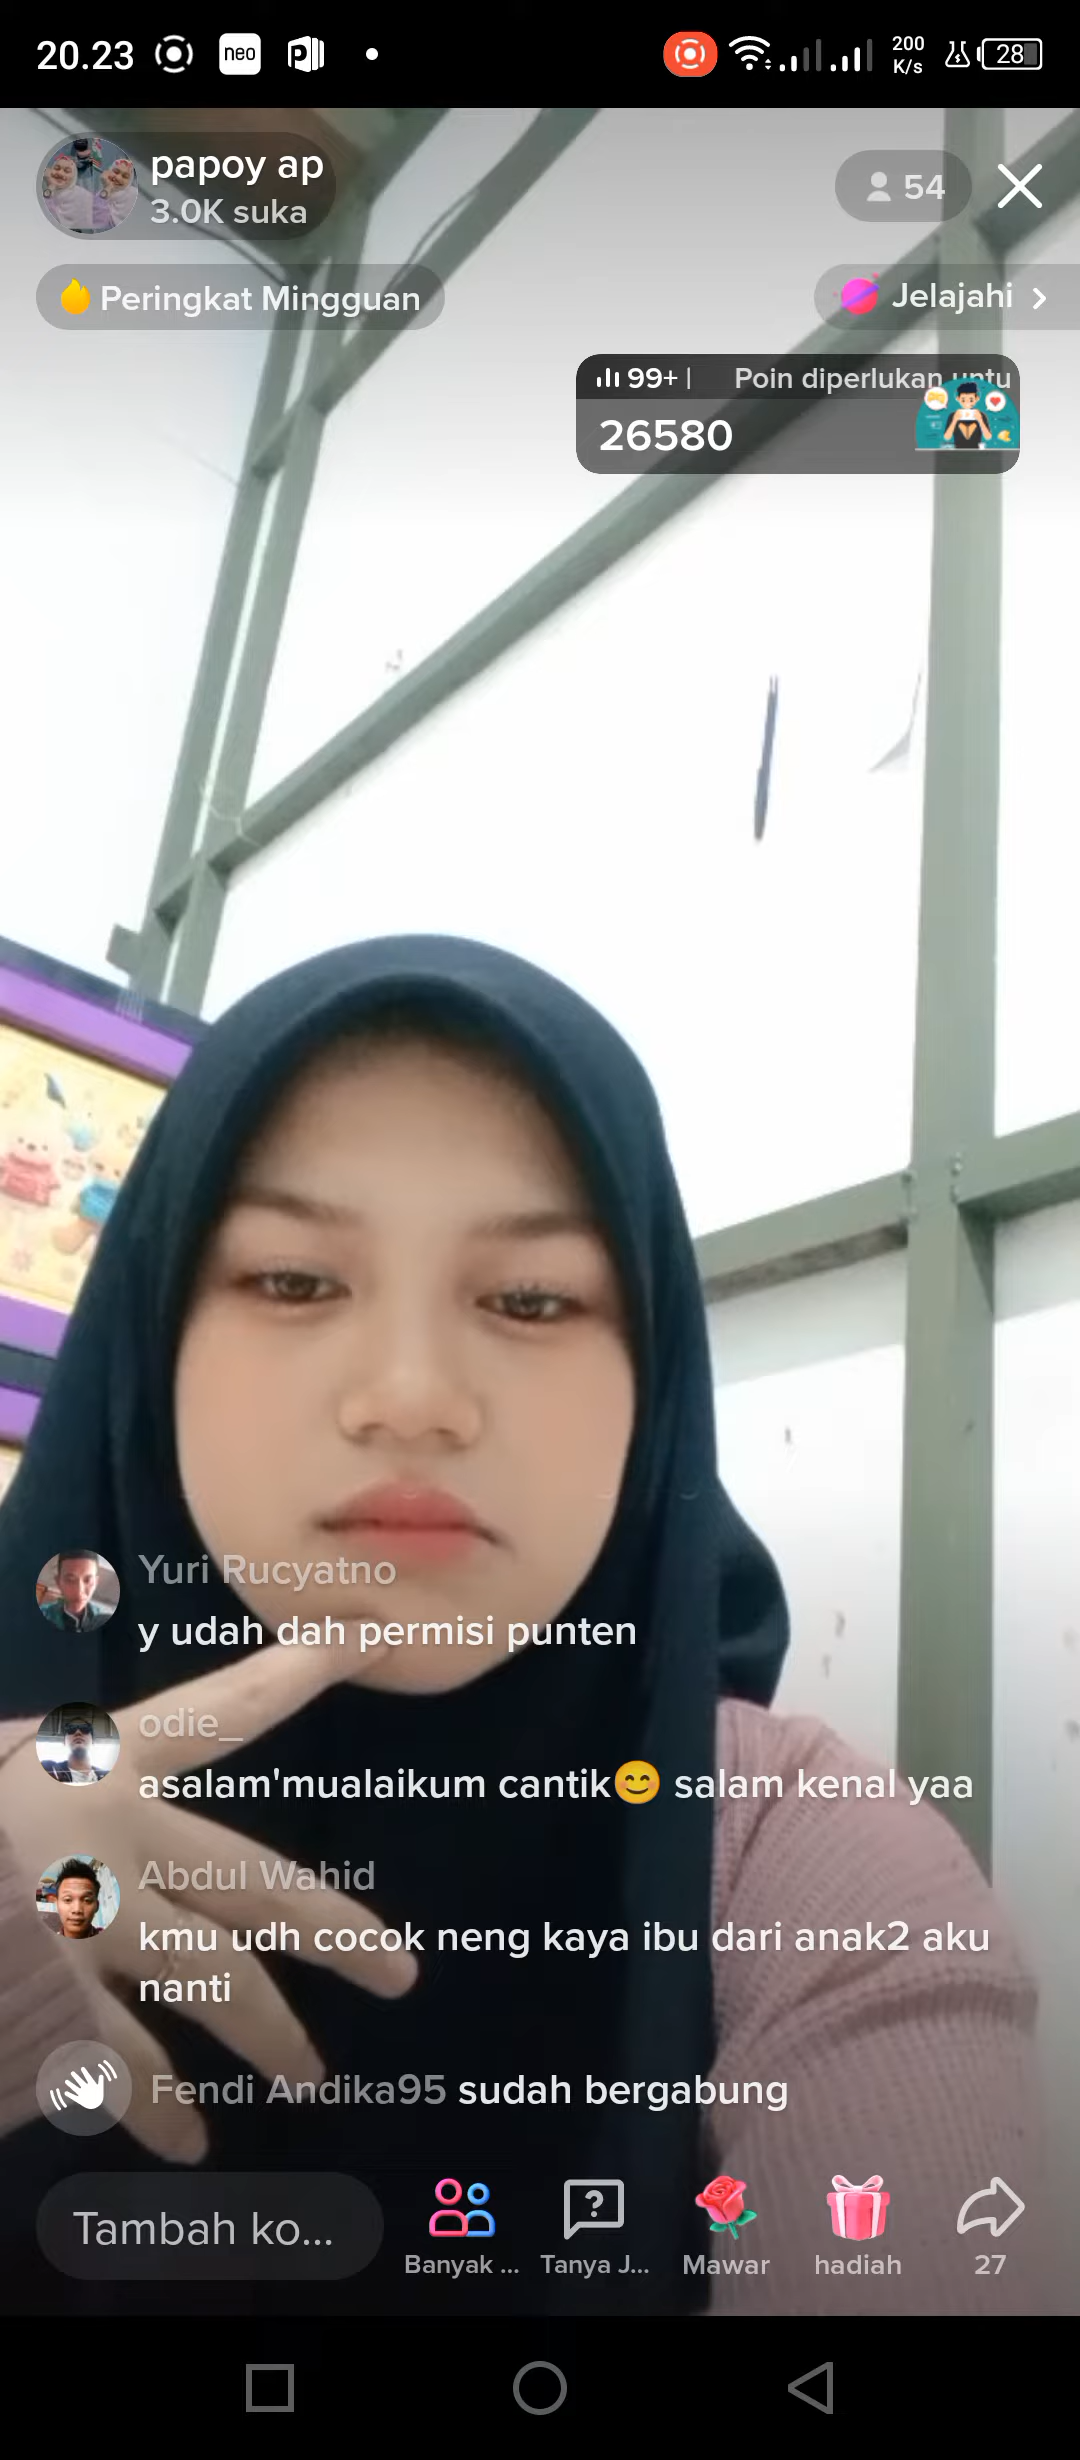 20.23
neo
P
200
K/s
28
papoy ap
3.0K suka
54
Peringkat Mingguan
Jelajahi
99+ | Poin diperlukan untu
26580
Yuri Rucyatno
y udah dah permisi punten
odie_
asalam'mualaikum cantik😊 salam kenal yaa
Abdul Wahid
kmu udh cocok neng kaya ibu dari anak2 aku
nanti
Fendi Andika95 sudah bergabung
Tambah ko...
Banyak ...
Tanya J...
Mawar
hadiah
27